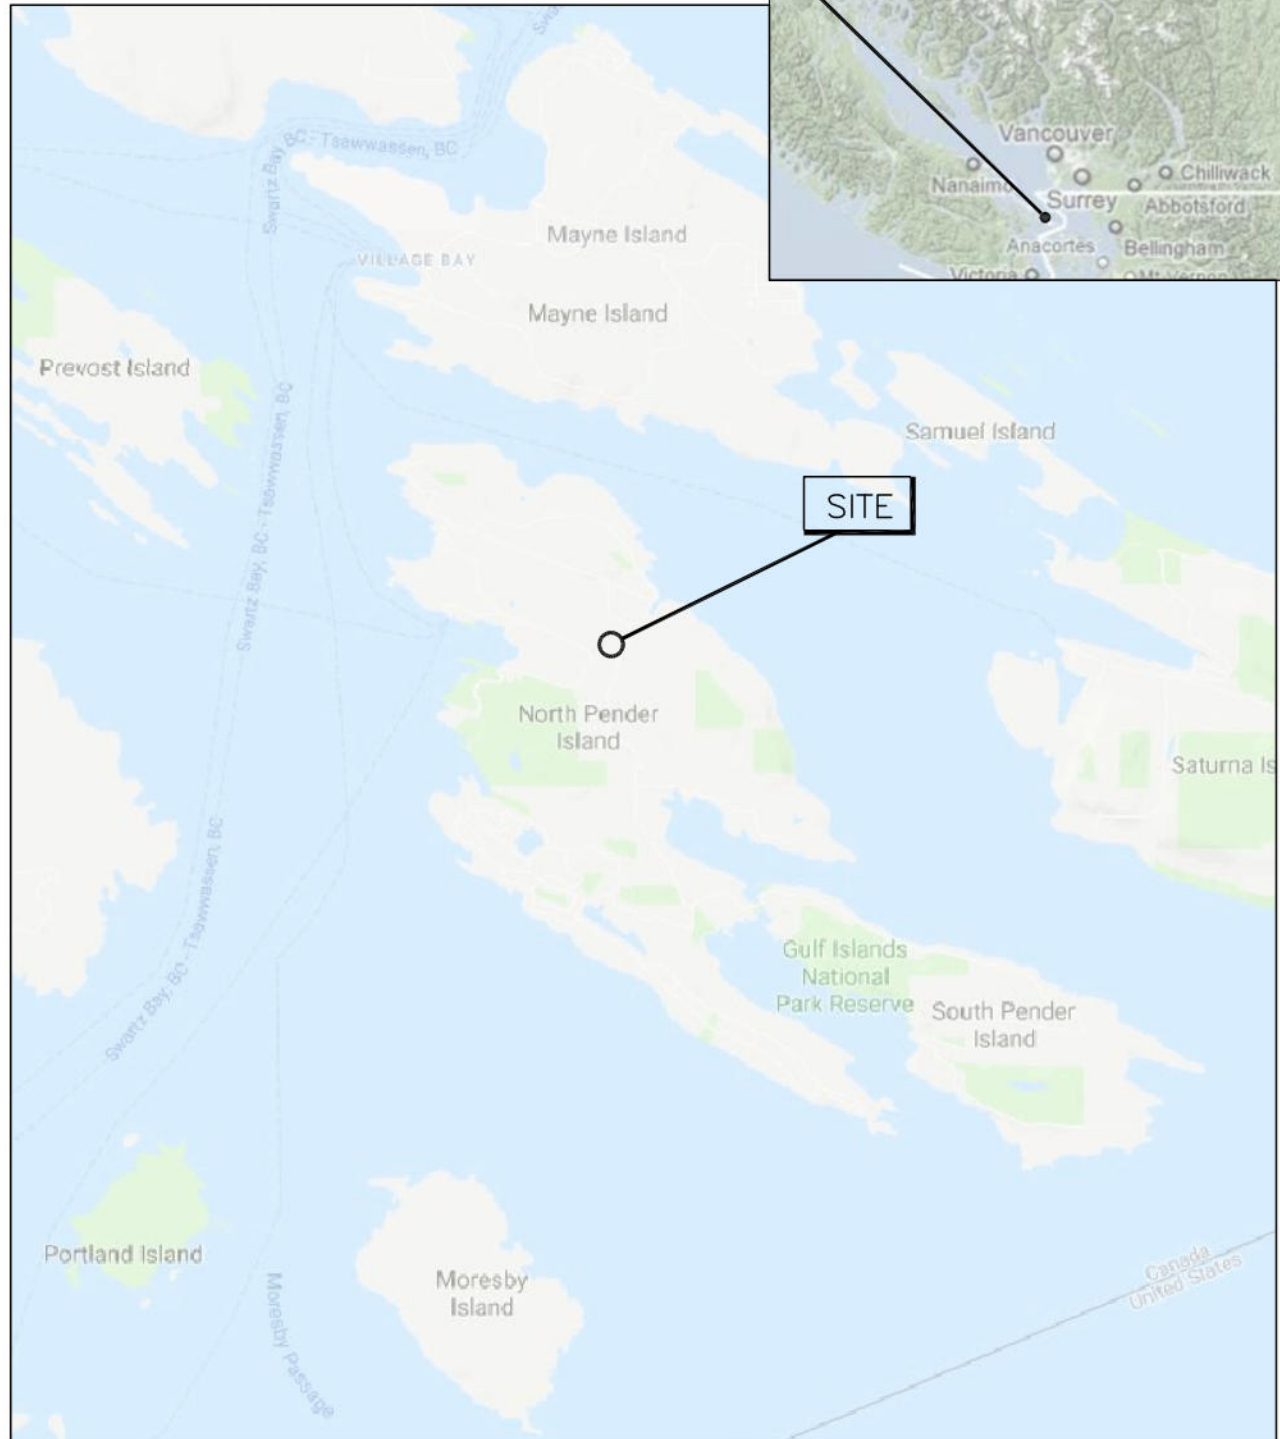 Swartz Bay, BC - Tsawwassen, BC
Vancouver
Nanaimo
Chilliwack
Surrey
Abbotsford
Anacortes
Bellingham
Victoria
Mt Vernon
Mayne Island
VILLAGE BAY
Mayne Island
Prevost Island
Samuel Island
Swartz Bay, BC - Tsawwassen, BC
SITE
North Pender
Island
Saturna Is
Swartz Bay, BC - Tsawwassen, BC
Gulf Islands
National
Park Reserve
South Pender
Island
Portland Island
Moresby
Island
Moresby Passage
Canada
United States